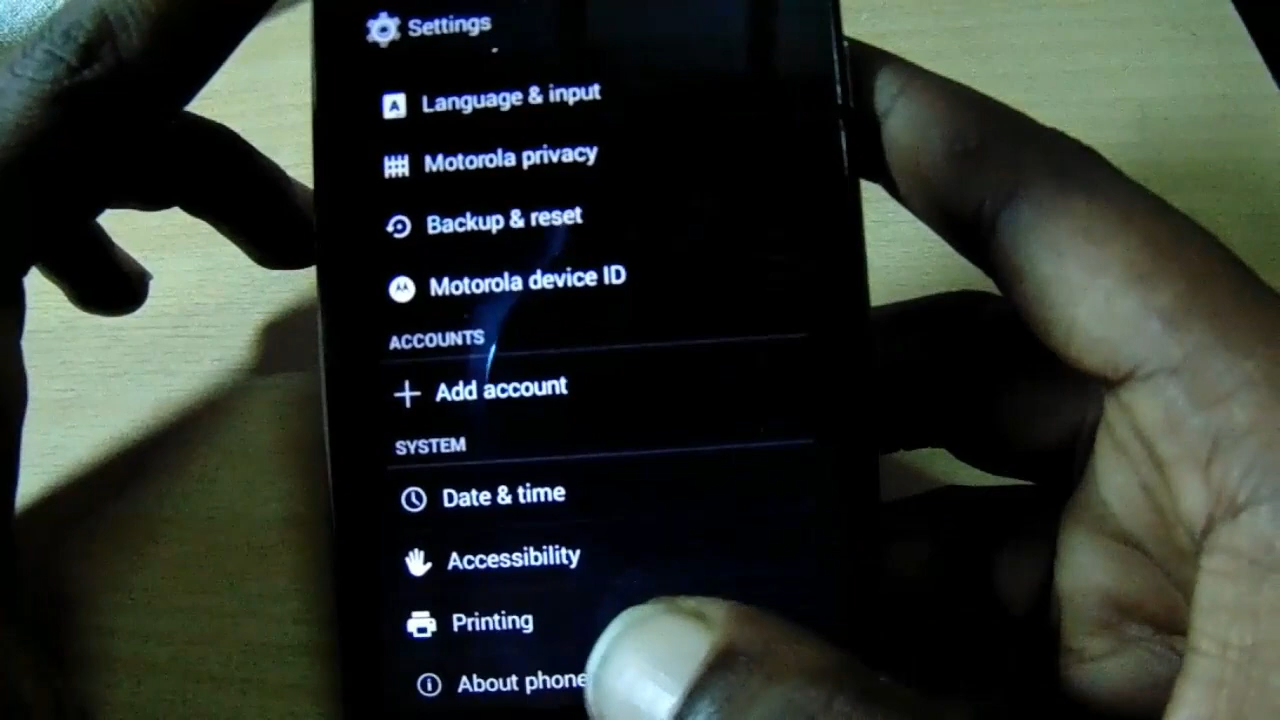 Settings
Language & input
Motorola privacy
Backup & reset
Motorola device ID
ACCOUNTS
Add account
SYSTEM
Date & time
Accessibility
Printing
About phone